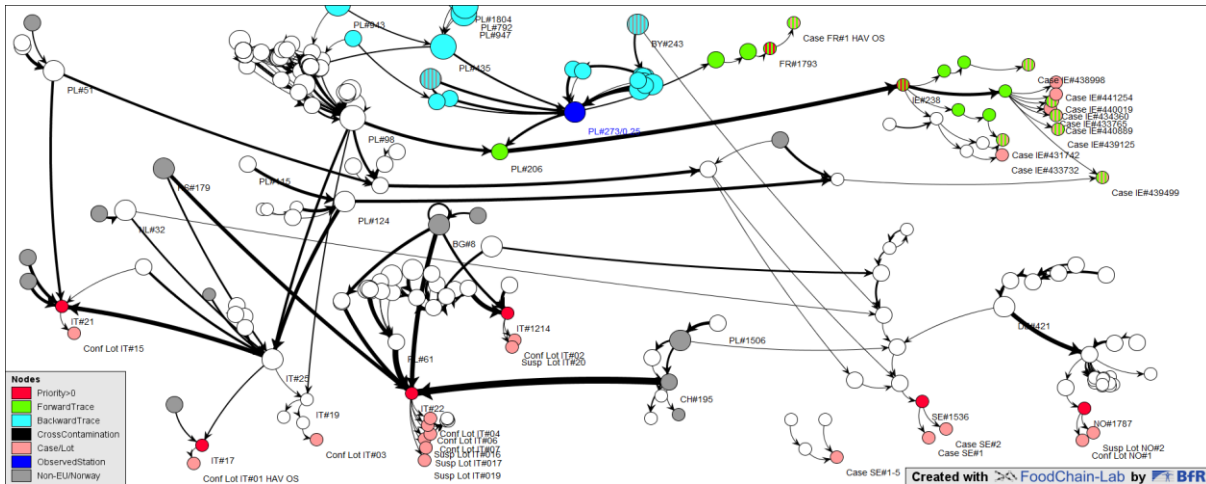 PL#943
PL#1804
PL#792
PL#947
BY#243
Case FR#1 HAV OS
FR#1793
PL#435
PL#51
IE#238
Case IE#438998
Case IE#441254
Case IE#440019
Case IE#434360
Case IE#433765
Case IE#440889
Case IE#439125
PL#273/0.25
PL#98
PL#206
Case IE#431742
Case IE#433732
Case IE#439499
RS#179
PL#115
PL#124
NL#32
BG#8
IT#21
Conf Lot IT#15
IT#1214
Conf Lot IT#02
Susp Lot IT#20
PL#61
PL#1506
DE#421
IT#25
CH#195
IT#19
IT#22
Conf Lot IT#04
Conf Lot IT#06
Conf Lot IT#07
Susp Lot IT#016
Susp Lot IT#017
Susp Lot IT#019
Conf Lot IT#03
IT#17
Conf Lot IT#01 HAV OS
SE#1536
Case SE#2
Case SE#1
Case SE#1-5
NO#1787
Susp Lot NO#2
Conf Lot NO#1
Nodes
Priority>0
ForwardTrace
BackwardTrace
CrossContamination
Case/Lot
ObservedStation
Non-EU/Norway
Created with FoodChain-Lab by BfR